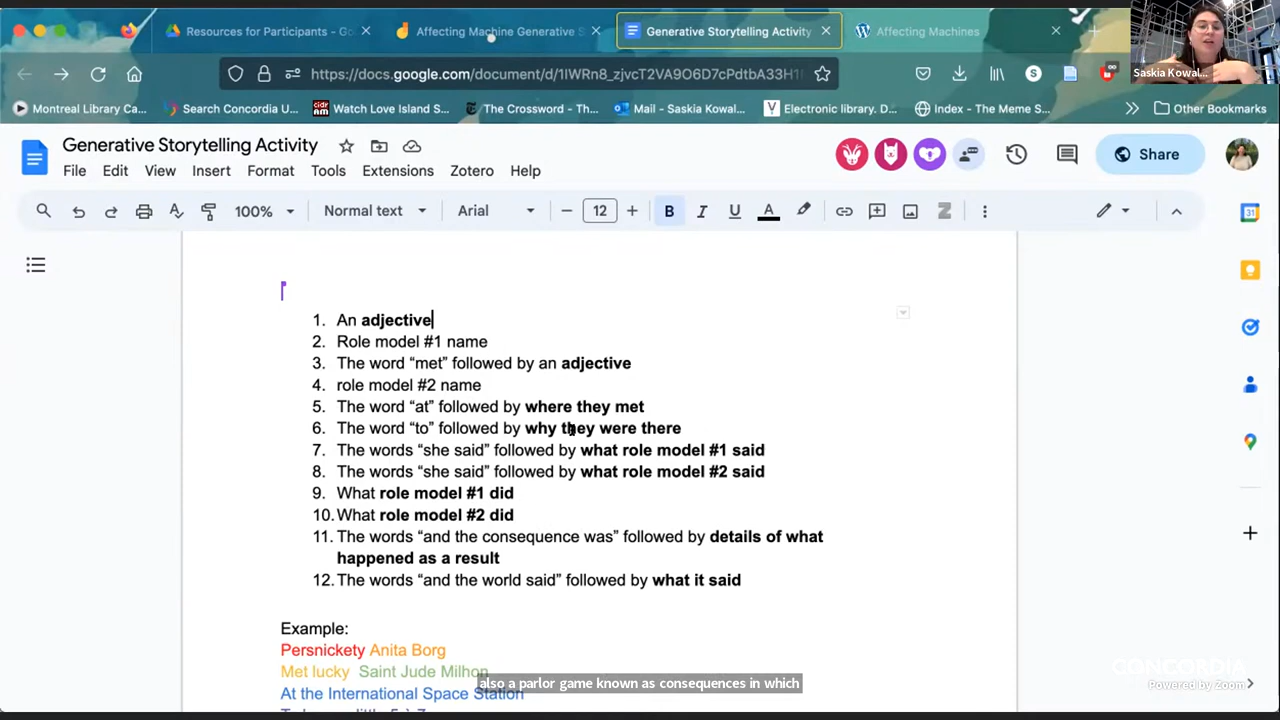 Resources for Participants - Go
Affecting Machine Generative S
Generative Storytelling Activity
Affecting Machines
Saskia Kowal...
https://docs.google.com/document/d/1IWRn8_zjvcT2VA9O6D7cPdtbA33H1
Montreal Library Ca...
Search Concordia U...
Watch Love Island S...
The Crossword - Th...
Mail - Saskia Kowal...
Electronic library. D...
Index - The Meme S...
Other Bookmarks
Generative Storytelling Activity
File Edit View Insert Format Tools Extensions Zotero Help
Share
100% Normal text Arial 12 B I U A
1. An adjective
2. Role model #1 name
3. The word “met” followed by an adjective
4. role model #2 name
5. The word “at” followed by where they met
6. The word “to” followed by why they were there
7. The words “she said” followed by what role model #1 said
8. The words “she said” followed by what role model #2 said
9. What role model #1 did
10. What role model #2 did
11. The words “and the consequence was” followed by details of what
happened as a result
12. The words “and the world said” followed by what it said
Example:
Persnickety Anita Borg
Met lucky Saint Jude Milhon
also a parlor game known as consequences in which
At the International Space Station
CONCORDIA
Powered by Zoom